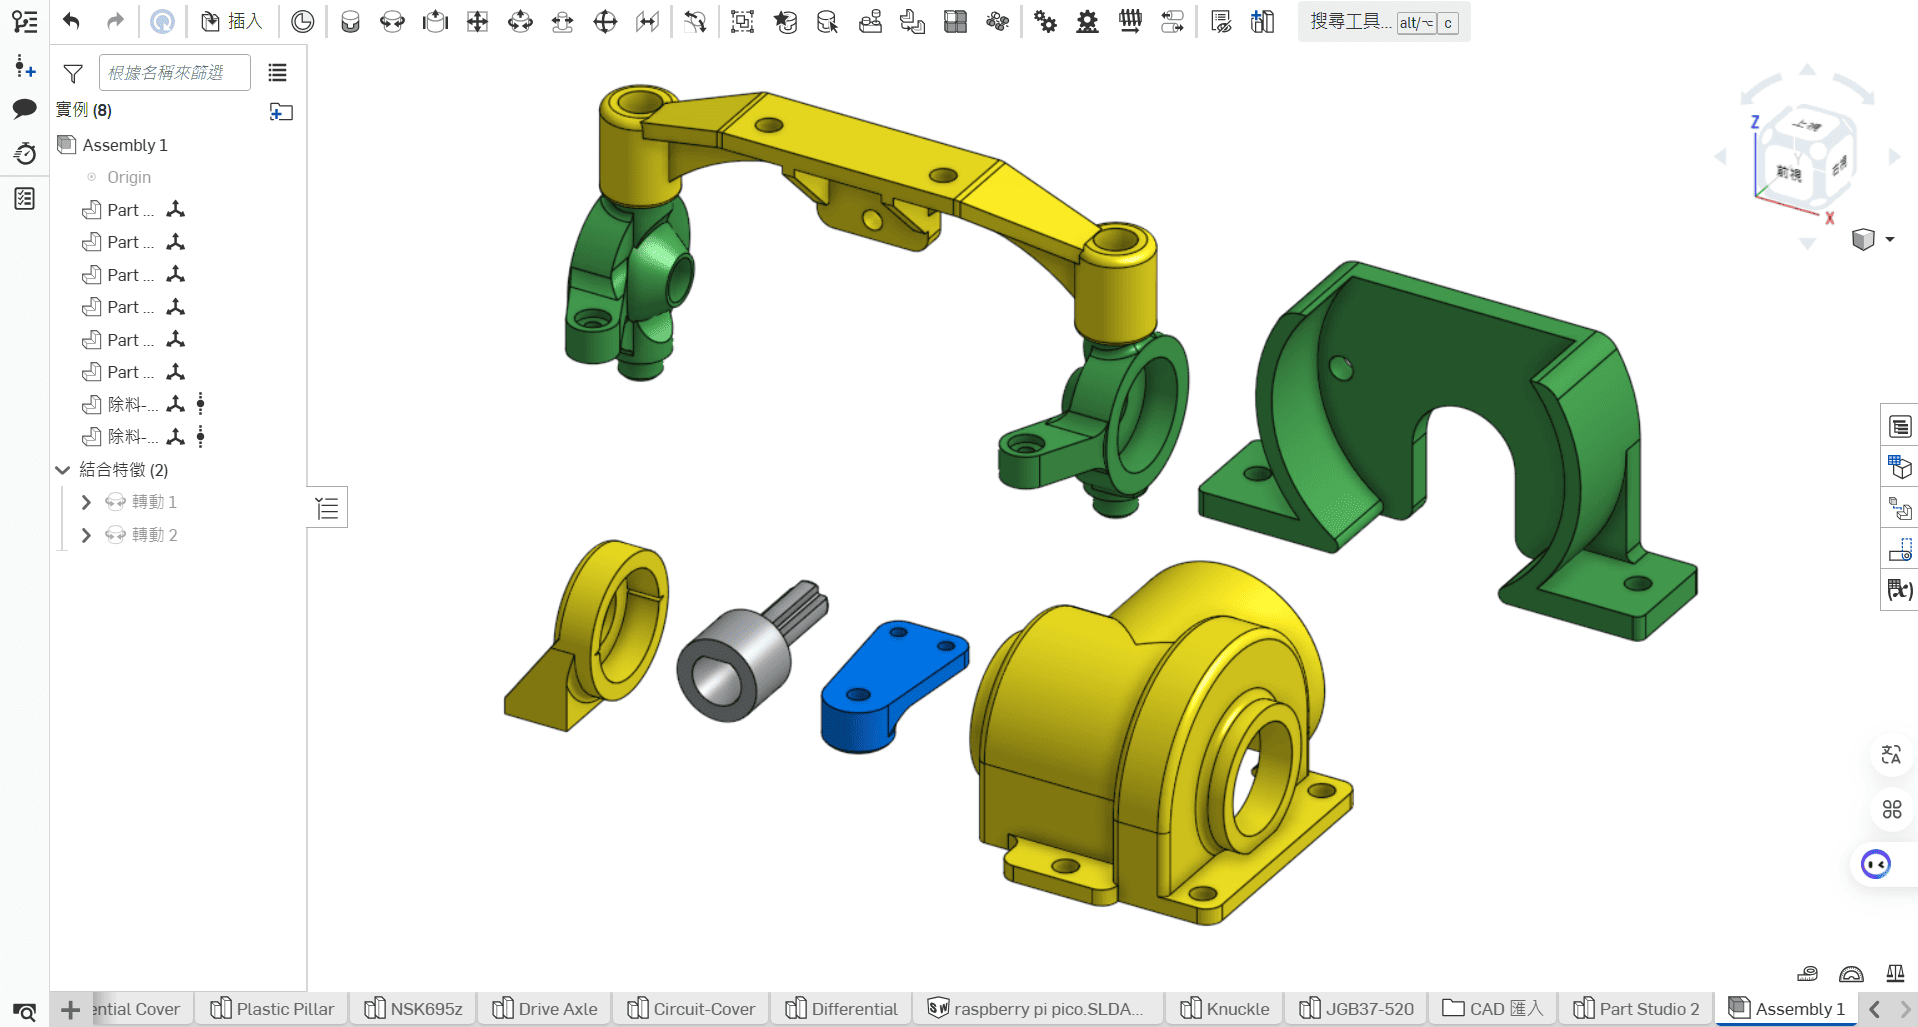 插入
搜尋工具... alt/⌥ c
根據名稱來篩選
實例 (8)
Assembly 1
Origin
Part ...
Part ...
Part ...
Part ...
Part ...
Part ...
除料-...
除料-...
結合特徵 (2)
轉動 1
轉動 2
Z
上視
Y
前視
右視
X
ential Cover
Plastic Pillar
NSK695z
Drive Axle
Circuit-Cover
Differential
raspberry pi pico.SLDA...
Knuckle
JGB37-520
CAD 匯入
Part Studio 2
Assembly 1